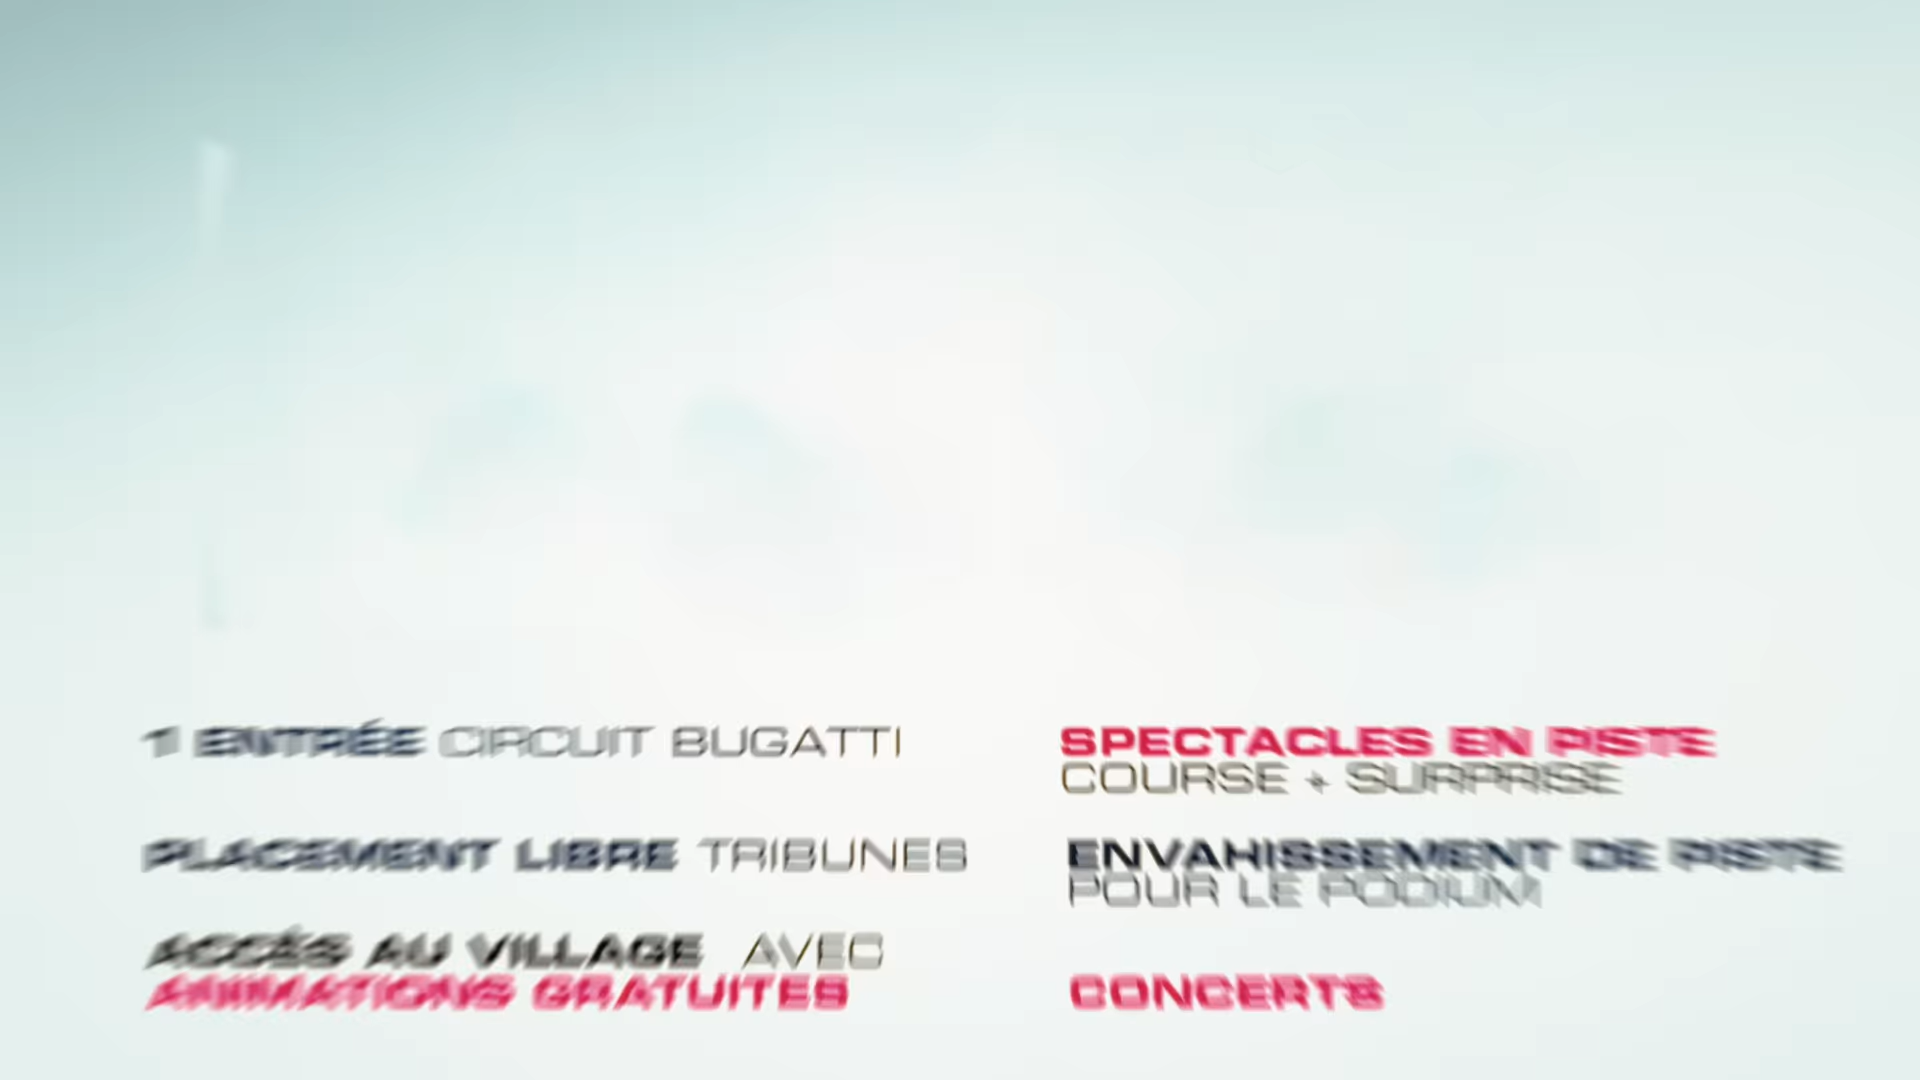 1 ENTRÉE CIRCUIT BUGATTI
PLACEMENT LIBRE TRIBUNES
ACCÈS AU VILLAGE AVEC
ANIMATIONS GRATUITES
SPECTACLES EN PISTE
COURSE + SURPRISE
ENVAHISSEMENT DE PISTE
POUR LE PODIUM
CONCERTS